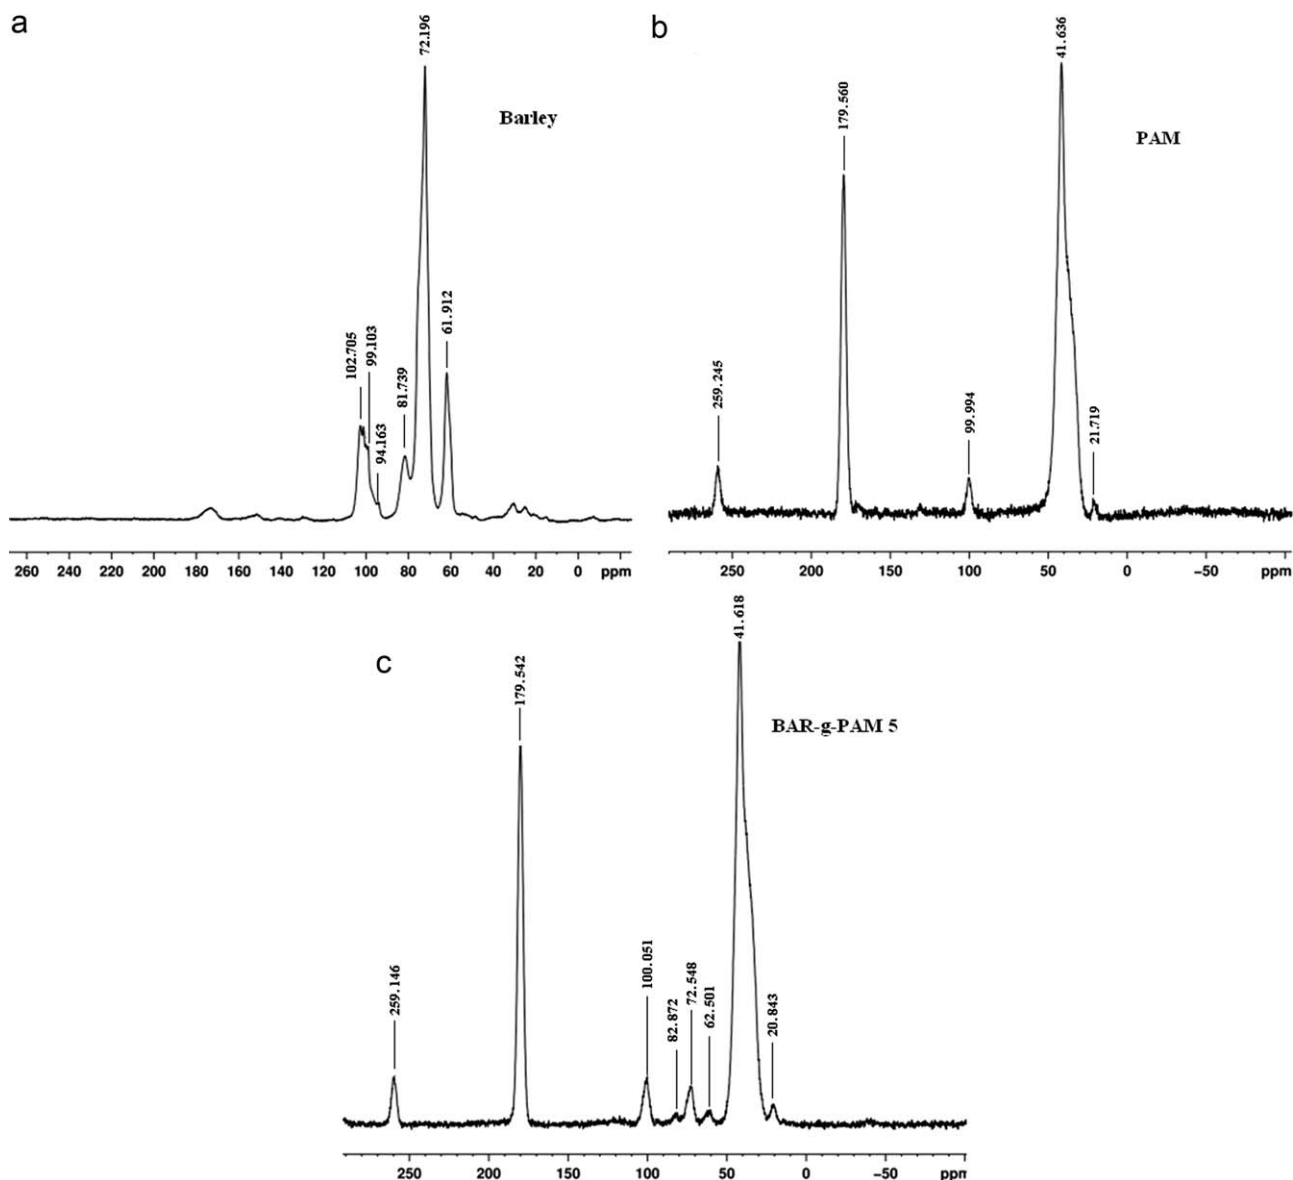 a
Barley
72.196
102.705
99.103
94.163
81.739
61.912
260 240 220 200 180 160 140 120 100 80 60 40 20 0 ppm
b
PAM
41.636
179.560
259.245
99.994
21.719
250 200 150 100 50 0 -50 ppm
c
BAR-g-PAM 5
41.618
179.542
259.146
100.051
82.872
72.548
62.501
20.843
250 200 150 100 50 0 -50 ppm